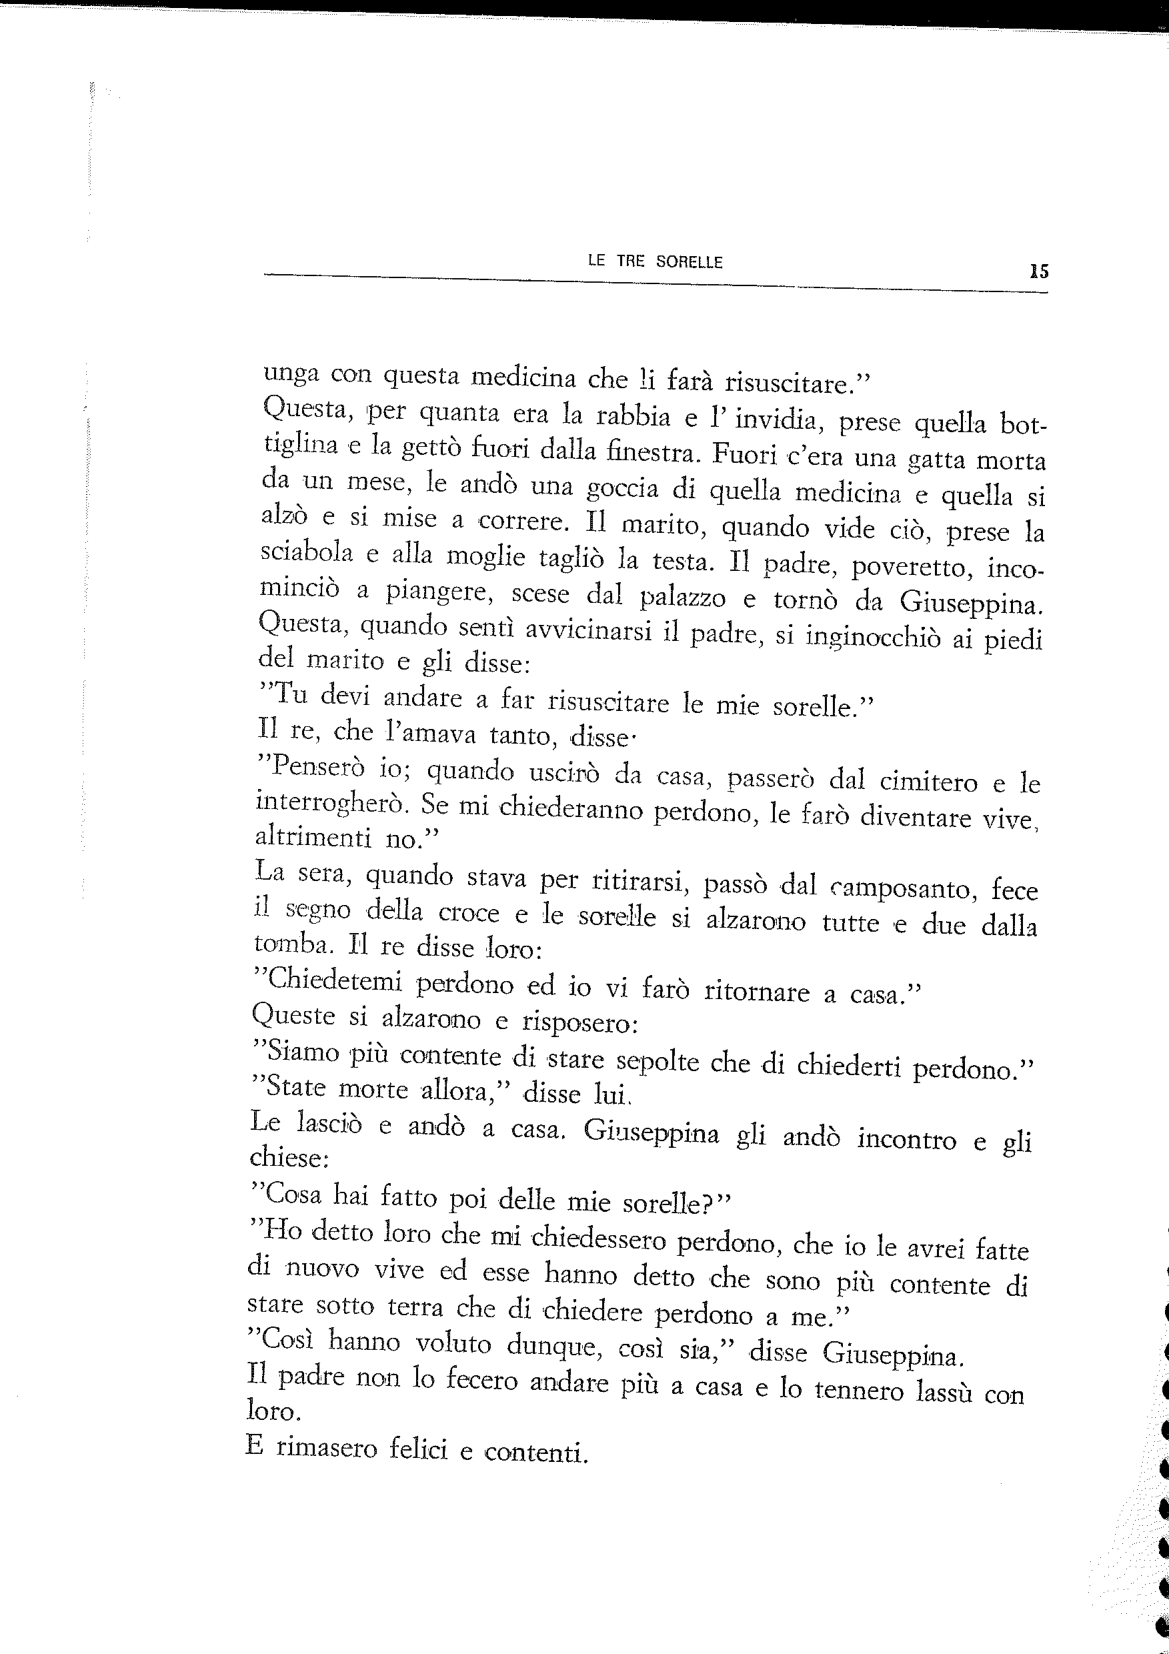 LE TRE SORELLE 15
unga con questa medicina che li farà risuscitare.”
Questa, per quanta era la rabbia e l’ invidia, prese quella bot-
tiglina e la gettò fuori dalla finestra. Fuori c’era una gatta morta
da un mese, le andò una goccia di quella medicina e quella si
alzò e si mise a correre. Il marito, quando vide ciò, prese la
sciabola e alla moglie tagliò la testa. Il padre, poveretto, inco-
minciò a piangere, scese dal palazzo e tornò da Giuseppina.
Questa, quando sentì avvicinarsi il padre, si inginocchiò ai piedi
del marito e gli disse:
”Tu devi andare a far risuscitare le mie sorelle.”
Il re, che l’amava tanto, disse·
”Penserò io; quando uscirò da casa, passerò dal cimitero e le
interrogherò. Se mi chiederanno perdono, le farò diventare vive,
altrimenti no.”
La sera, quando stava per ritirarsi, passò dal camposanto, fece
il segno della croce e le sorelle si alzarono tutte e due dalla
tomba. Il re disse loro:
”Chiedetemi perdono ed io vi farò ritornare a casa.”
Queste si alzarono e risposero:
”Siamo più contente di stare sepolte che di chiederti perdono.”
”State morte allora,” disse lui.
Le lasciò e andò a casa. Giuseppina gli andò incontro e gli
chiese:
”Cosa hai fatto poi delle mie sorelle?”
”Ho detto loro che mi chiedessero perdono, che io le avrei fatte
di nuovo vive ed esse hanno detto che sono più contente di
stare sotto terra che di chiedere perdono a me.”
”Così hanno voluto dunque, così sia,” disse Giuseppina.
Il padre non lo fecero andare più a casa e lo tennero lassù con
loro.
E rimasero felici e contenti.